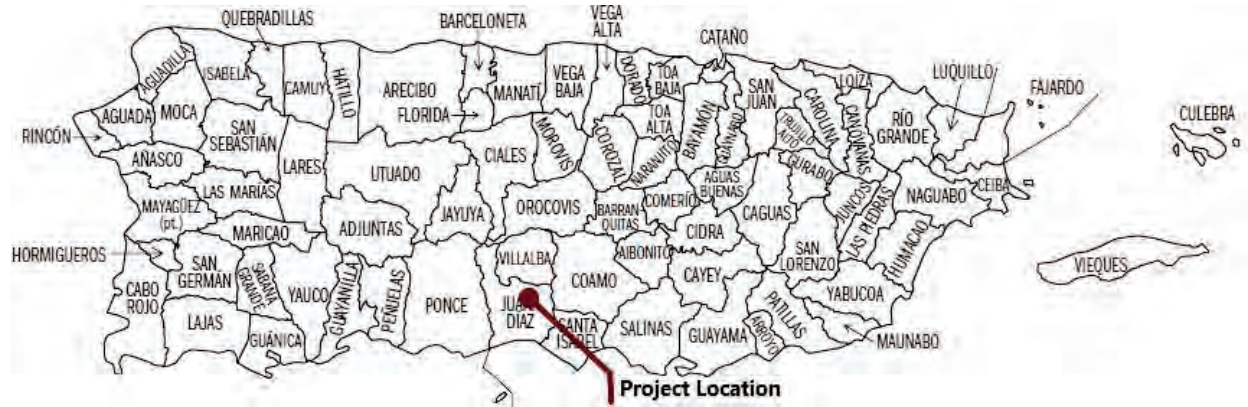 QUEBRADILLAS
BARCELONETA
VEGA
ALTA
CATAÑO
AGUADILLA
ISABELA
CAMUY
HATILLO
ARECIBO
FLORIDA
MANATÍ
VEGA
BAJA
DORADO
TOA
BAJA
TOA
ALTA
BAYAMÓN
GUAYNABO
SAN
JUAN
TRUJILLO
ALTO
CAROLINA
LOÍZA
CANÓVANAS
RÍO
GRANDE
LUQUILLO
FAJARDO
CULEBRA
RINCÓN
AGUADA
MOCA
SAN
SEBASTIÁN
LARES
UTUADO
CIALES
MOROVIS
COROZAL
NARANJITO
AÑASCO
LAS MARÍAS
MAYAGÜEZ
(pt.)
MARICAO
ADJUNTAS
JAYUYA
OROCOVIS
BARRAN
QUITAS
COMERÍO
AGUAS
BUENAS
CIDRA
CAGUAS
GURABO
JUNCOS
LAS PIEDRAS
NAGUABO
CEIBA
HUMACAO
HORMIGUEROS
CABO
ROJO
SAN
GERMÁN
SABANA
GRANDE
YAUCO
GUAYANILLA
PEÑUELAS
PONCE
VILLALBA
COAMO
AIBONITO
CAYEY
SAN
LORENZO
YABUCOA
VIEQUES
LAJAS
GUÁNICA
DIAZ
SANTA
ISABEL
SALINAS
GUAYAMA
ARROYO
PATILLAS
MAUNABO
Project Location